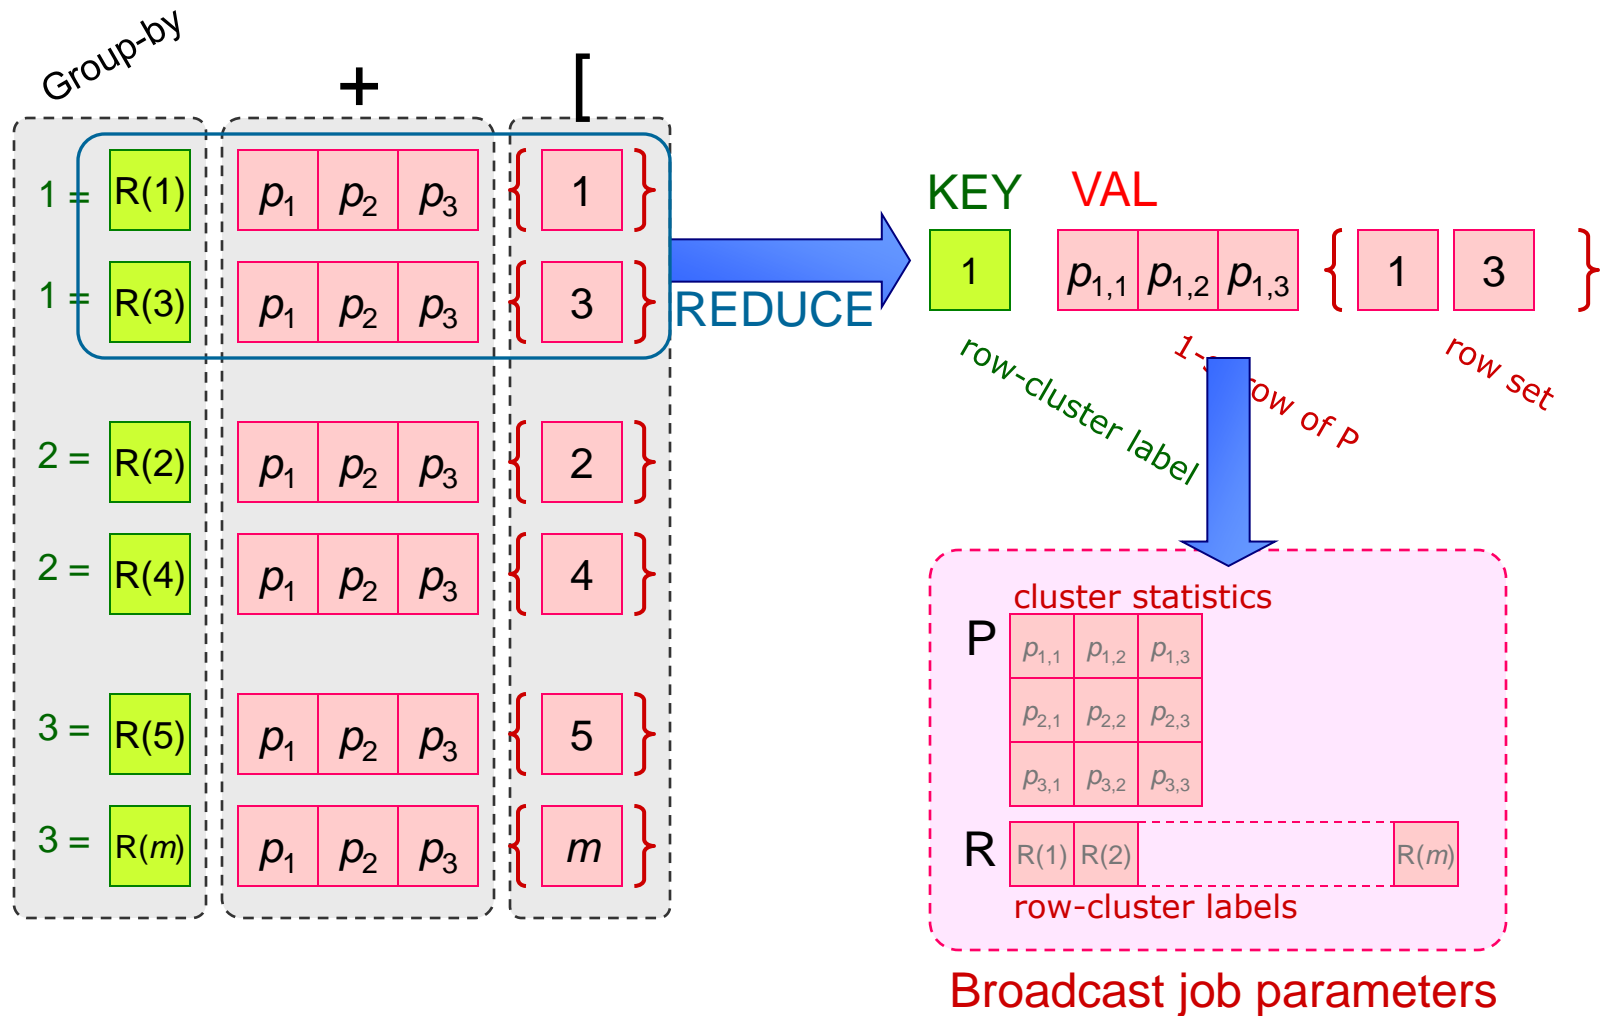 Group-by
+
[
1 = R(1) p1 p2 p3 { 1 }
1 = R(3) p1 p2 p3 { 3 }
2 = R(2) p1 p2 p3 { 2 }
2 = R(4) p1 p2 p3 { 4 }
3 = R(5) p1 p2 p3 { 5 }
3 = R(m) p1 p2 p3 { m }
REDUCE
KEY VAL
1 p1,1 p1,2 p1,3 { 1 3 }
row-cluster label
row of P
row set
cluster statistics
P p1,1 p1,2 p1,3
p2,1 p2,2 p2,3
p3,1 p3,2 p3,3
R R(1) R(2) R(m)
row-cluster labels
Broadcast job parameters